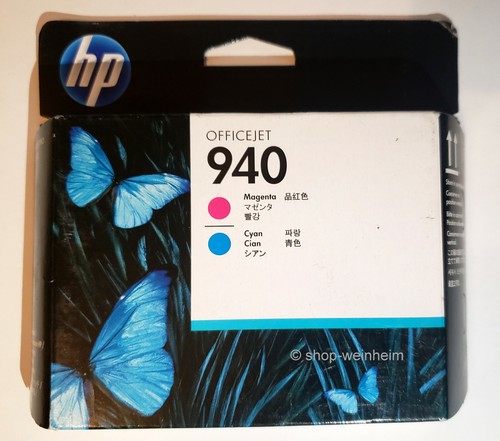 hp
OFFICEJET
940
Magenta 品红色
マゼンタ
빨강
Cyan 파랑
Cian 青色
シアン
© shop-weinheim